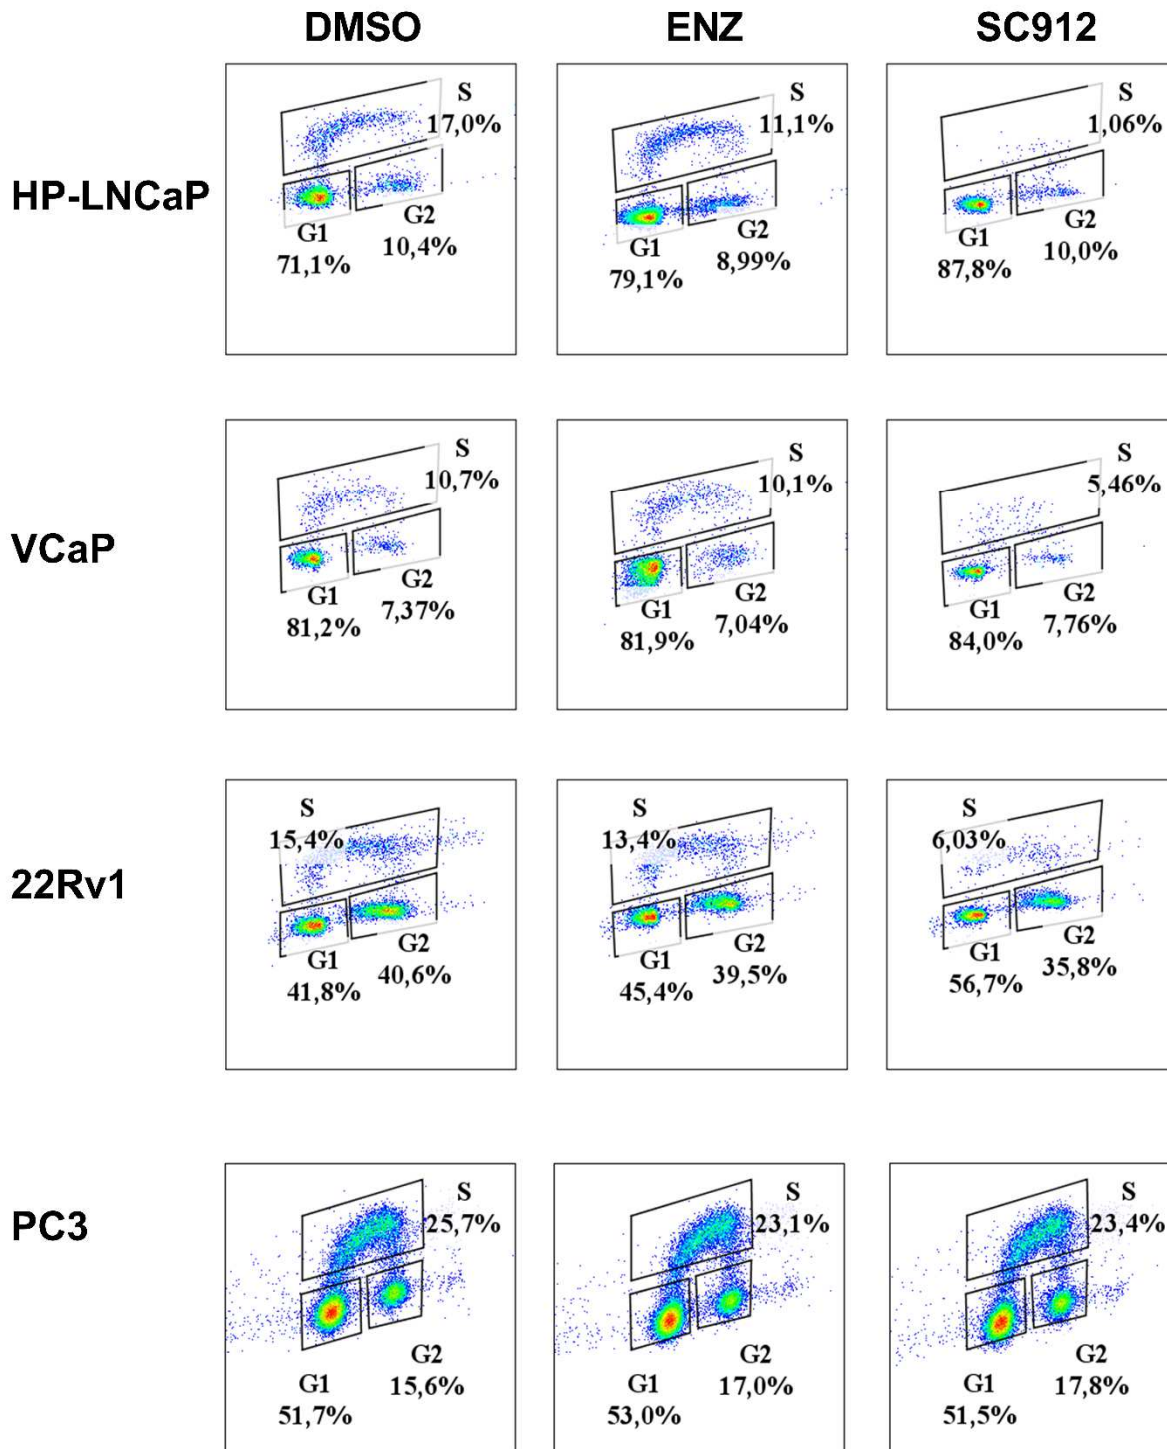 DMSO ENZ SC912
HP-LNCaP
S
17,0%
G1
71,1%
G2
10,4%
S
11,1%
G1
79,1%
G2
8,99%
S
1,06%
G1
87,8%
G2
10,0%
VCaP
S
10,7%
G1
81,2%
G2
7,37%
S
10,1%
G1
81,9%
G2
7,04%
S
5,46%
G1
84,0%
G2
7,76%
22Rv1
S
15,4%
G1
41,8%
G2
40,6%
S
13,4%
G1
45,4%
G2
39,5%
S
6,03%
G1
56,7%
G2
35,8%
PC3
S
25,7%
G1
51,7%
G2
15,6%
S
23,1%
G1
53,0%
G2
17,0%
S
23,4%
G1
51,5%
G2
17,8%